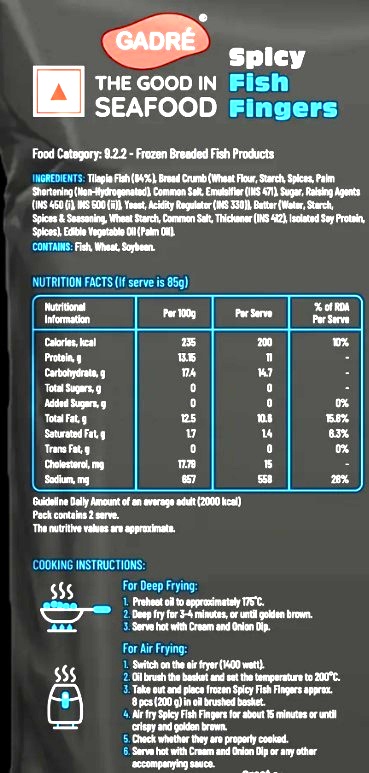 GADRÉ
®
Spicy
Fish
Fingers
THE GOOD IN
SEAFOOD
Food Category: 9.2.2 - Frozen Breaded Fish Products
INGREDIENTS: Tilapia Fish (64%), Bread Crumb (Wheat Flour, Starch, Spices, Palm
Shortening (Non-Hydrogenated), Common Salt, Emulsifier (INS 471), Sugar, Raising Agents
(INS 450 (i), INS 500 (ii)), Yeast, Acidity Regulator (INS 330)), Batter (Water, Starch,
Spices & Seasoning, Wheat Starch, Common Salt, Thickener (INS 412), Isolated Soy Protein,
Spices), Edible Vegetable Oil (Palm Oil).
CONTAINS: Fish, Wheat, Soybean.
NUTRITION FACTS (If serve is 85g)
Nutritional Information | Per 100g | Per Serve | % of RDA Per Serve
Calories, kcal 235 200 10%
Protein, g 13.15 11 -
Carbohydrate, g 17.4 14.7 -
Total Sugars, g 0 0 -
Added Sugars, g 0 0 0%
Total Fat, g 12.5 10.6 15.8%
Saturated Fat, g 1.7 1.4 6.3%
Trans Fat, g 0 0 0%
Cholesterol, mg 17.78 15 -
Sodium, mg 657 558 28%
Guideline Daily Amount of an average adult (2000 kcal)
Pack contains 2 serve.
The nutritive values are approximate.
COOKING INSTRUCTIONS:
For Deep Frying:
1. Preheat oil to approximately 175°C.
2. Deep fry for 3-4 minutes, or until golden brown.
3. Serve hot with Cream and Onion Dip.
For Air Frying:
1. Switch on the air fryer (1400 watt).
2. Oil brush the basket and set the temperature to 200°C.
3. Take out and place frozen Spicy Fish Fingers approx.
8 pcs (200 g) in oil brushed basket.
4. Air fry Spicy Fish Fingers for about 15 minutes or until
crispy and golden brown.
5. Check whether they are properly cooked.
6. Serve hot with Cream and Onion Dip or any other
accompanying sauce.